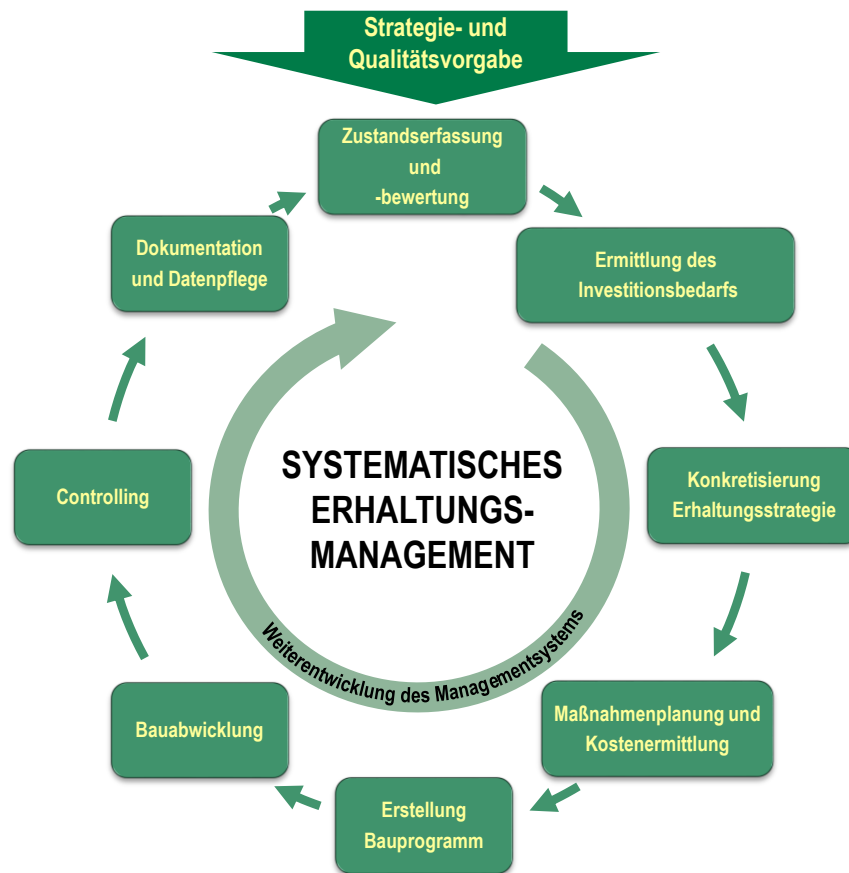 Strategie- und
Qualitätsvorgabe
Zustandserfassung
und
-bewertung
Ermittlung des
Investitionsbedarfs
Konkretisierung
Erhaltungsstrategie
Maßnahmenplanung und
Kostenermittlung
Erstellung
Bauprogramm
Bauabwicklung
Controlling
Dokumentation
und Datenpflege
SYSTEMATISCHES
ERHALTUNGS-
MANAGEMENT
Weiterentwicklung des Managementsystems